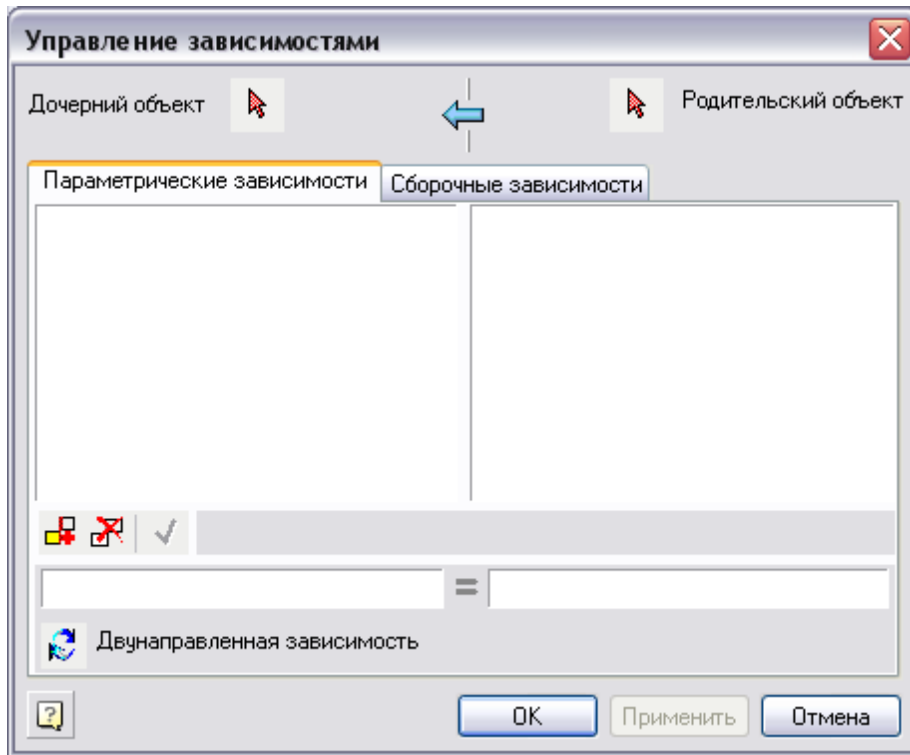 Управление зависимостями
Дочерний объект
Родительский объект
Параметрические зависимости
Сборочные зависимости
=
Двунаправленная зависимость
?
OK
Применить
Отмена